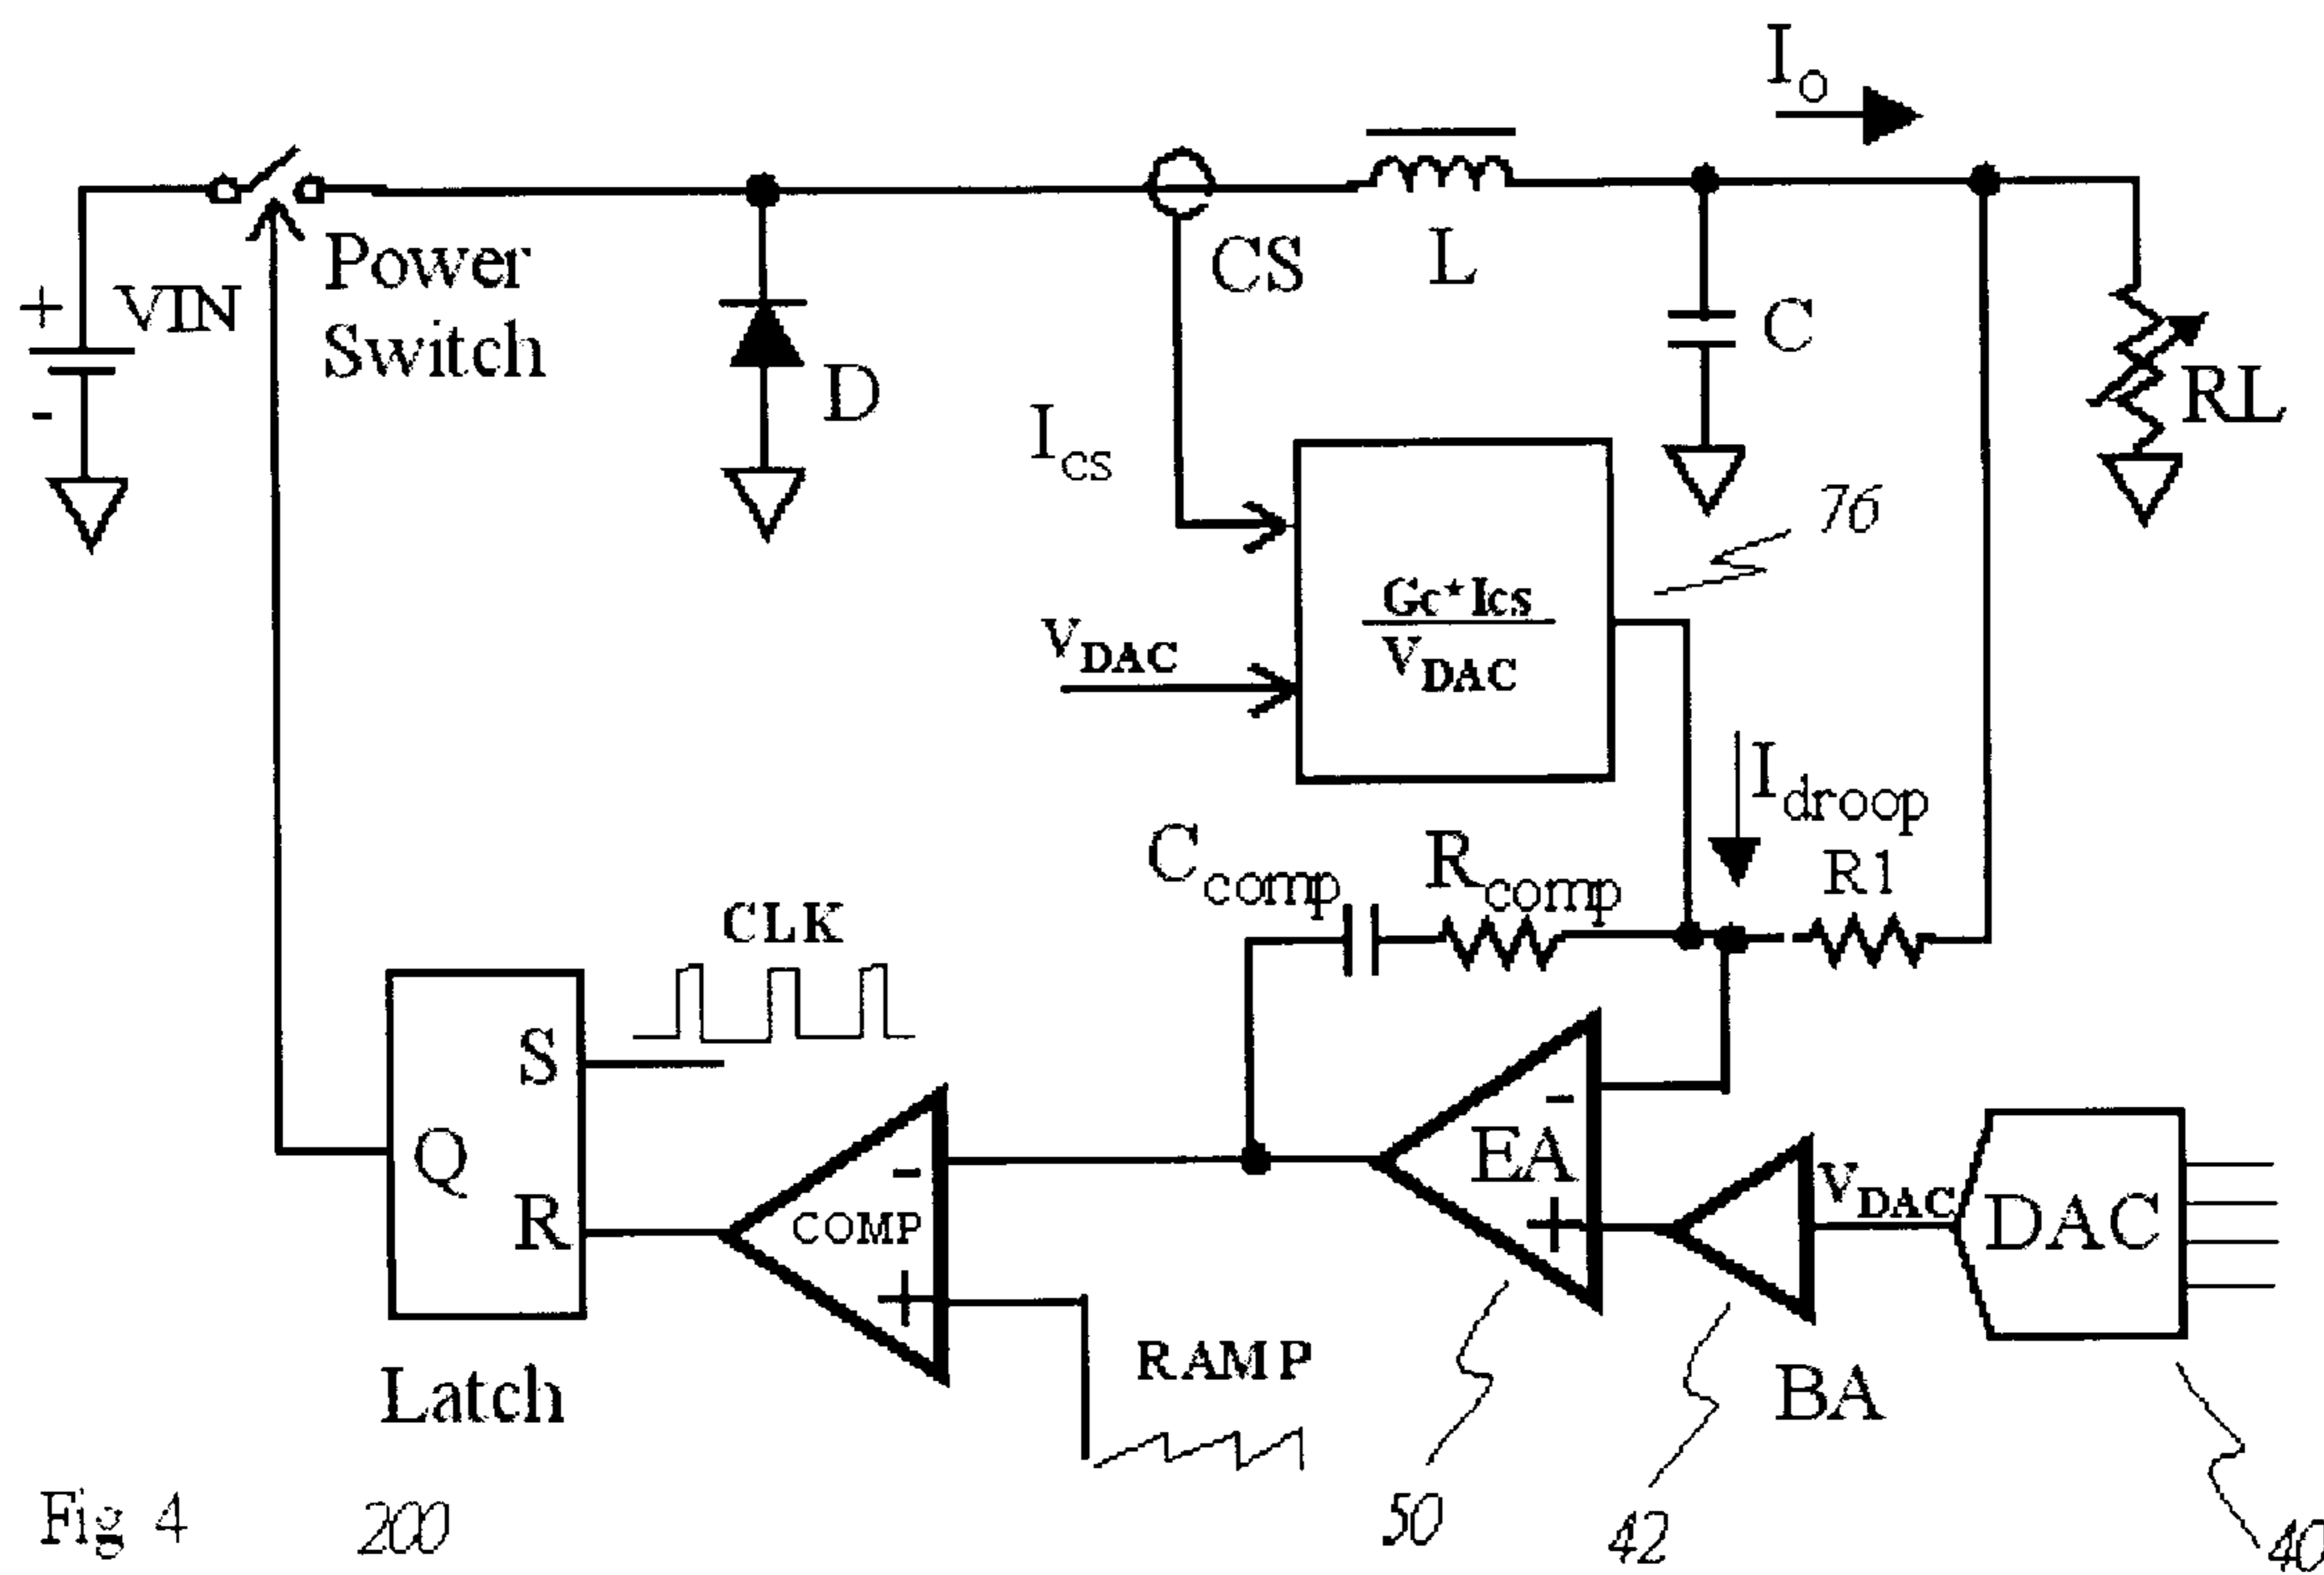 Io
+
VIN
-
Power
Switch
D
CS
L
C
RL
Ics
76
Gc*Ics
VDAC
VDAC
Idroop
Ccomp
Rcomp
R1
CLK
S
Q
R
Latch
-
COMP
+
RAMP
-
EA
+
VDAC
DAC
BA
Fig 4
200
50
42
40